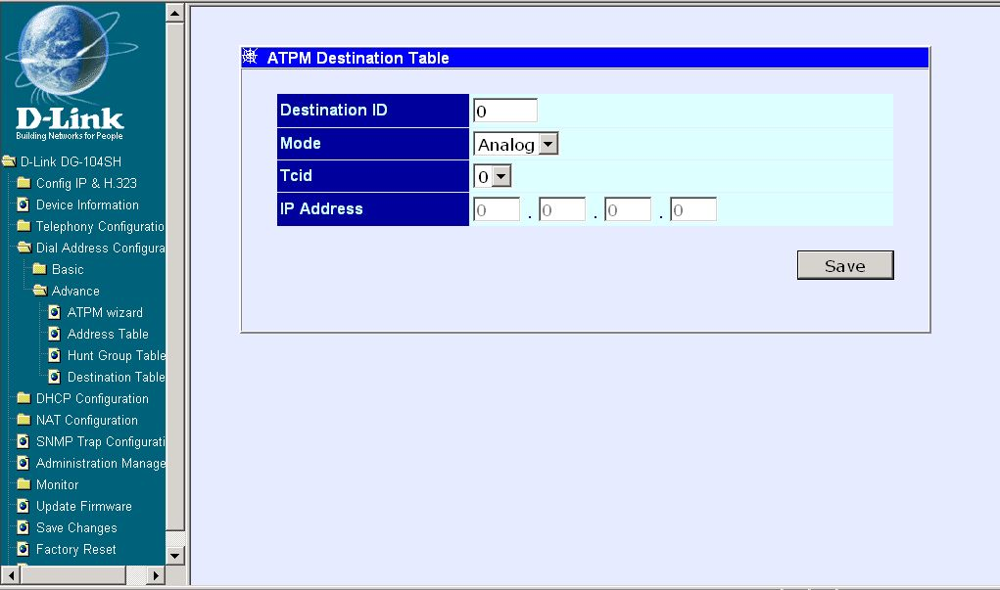 D-Link
Building Networks for People
D-Link DG-104SH
Config IP & H.323
Device Information
Telephony Configuratio
Dial Address Configura
Basic
Advance
ATPM wizard
Address Table
Hunt Group Table
Destination Table
DHCP Configuration
NAT Configuration
SNMP Trap Configurati
Administration Manage
Monitor
Update Firmware
Save Changes
Factory Reset
ATPM Destination Table
Destination ID 0
Mode Analog
Tcid 0
IP Address 0 . 0 . 0 . 0
Save